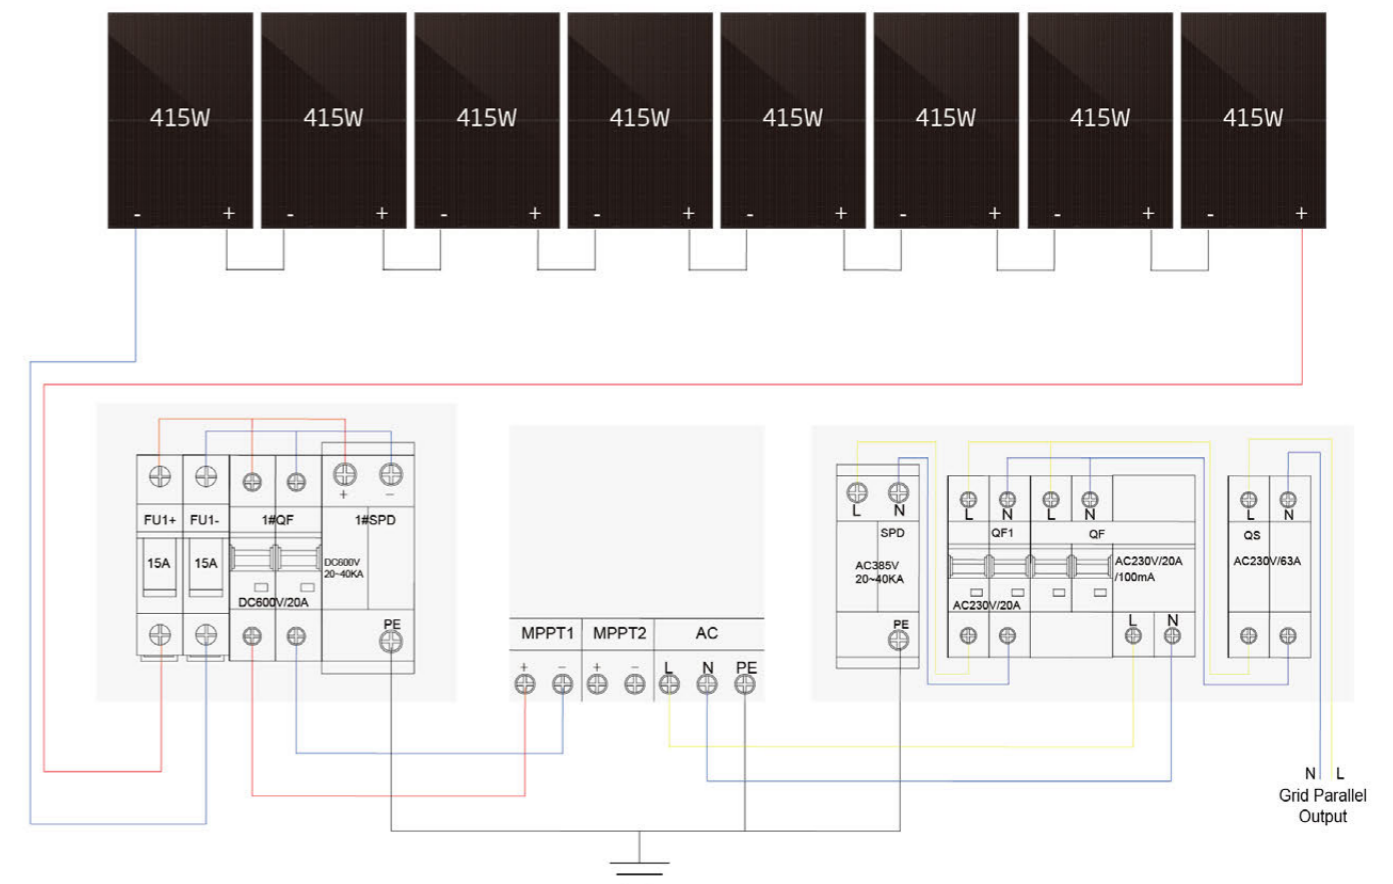 415W 415W 415W 415W 415W 415W 415W 415W
- + - + - + - + - + - + - + - +
FU1+ FU1- 1#QF 1#SPD
+ −
15A 15A
DC600V
20~40KA
DC600V/20A
PE
MPPT1 MPPT2 AC
+ − + − L N PE
L N
SPD
AC385V
20~40KA
PE
L N L N
QF1 QF
AC230V/20A
/100mA
AC230V/20A
L N
L N
QS
AC230V/63A
N L
Grid Parallel
Output